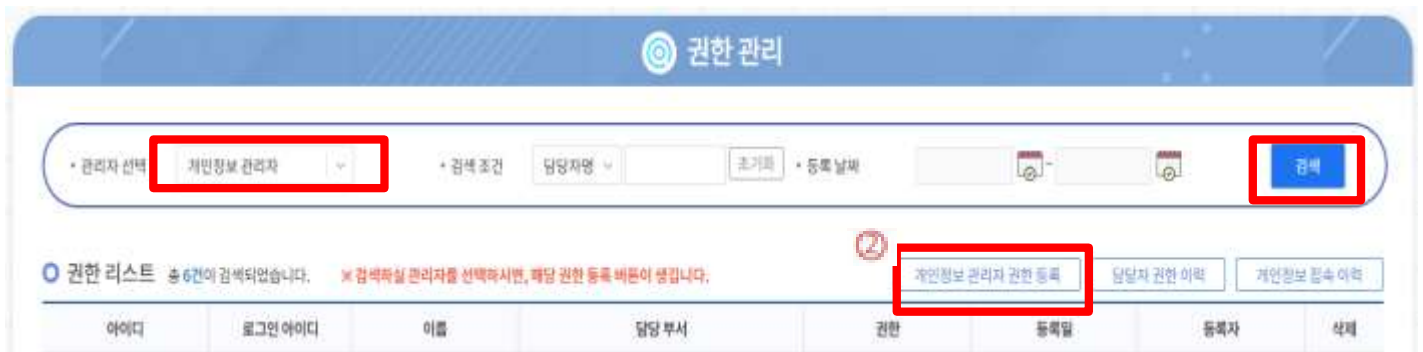 권한 관리
• 관리자 선택 개인정보 관리자 • 검색 조건 담당자명 초기화 • 등록 날짜 - 검색
②
권한 리스트 총 6건이 검색되었습니다. ※ 검색하실 관리자를 선택하시면, 해당 권한 등록 버튼이 생깁니다. 개인정보 관리자 권한 등록 담당자 권한 이력 개인정보 접속 이력
아이디 로그인 아이디 이름 담당 부서 권한 등록일 등록자 삭제